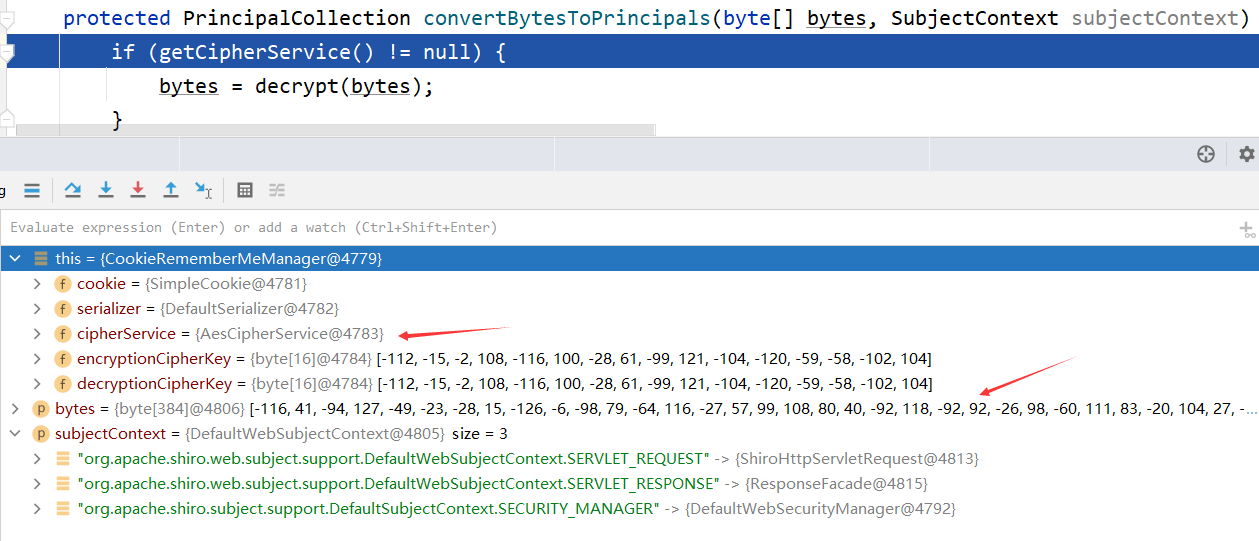 protected PrincipalCollection convertBytesToPrincipals(byte[] bytes, SubjectContext subjectContext)
if (getCipherService() != null) {
bytes = decrypt(bytes);
}
g
Evaluate expression (Enter) or add a watch (Ctrl+Shift+Enter)
this = {CookieRememberMeManager@4779}
f cookie = {SimpleCookie@4781}
f serializer = {DefaultSerializer@4782}
f cipherService = {AesCipherService@4783}
f encryptionCipherKey = {byte[16]@4784} [-112, -15, -2, 108, -116, 100, -28, 61, -99, 121, -104, -120, -59, -58, -102, 104]
f decryptionCipherKey = {byte[16]@4784} [-112, -15, -2, 108, -116, 100, -28, 61, -99, 121, -104, -120, -59, -58, -102, 104]
p bytes = {byte[384]@4806} [-116, 41, -94, 127, -49, -23, -28, 15, -126, -6, -98, 79, -64, 116, -27, 57, 99, 108, 80, 40, -92, 118, -92, 92, -26, 98, -60, 111, 83, -20, 104, 27, -...
p subjectContext = {DefaultWebSubjectContext@4805} size = 3
"org.apache.shiro.web.subject.support.DefaultWebSubjectContext.SERVLET_REQUEST" -> {ShiroHttpServletRequest@4813}
"org.apache.shiro.web.subject.support.DefaultWebSubjectContext.SERVLET_RESPONSE" -> {ResponseFacade@4815}
"org.apache.shiro.subject.support.DefaultSubjectContext.SECURITY_MANAGER" -> {DefaultWebSecurityManager@4792}